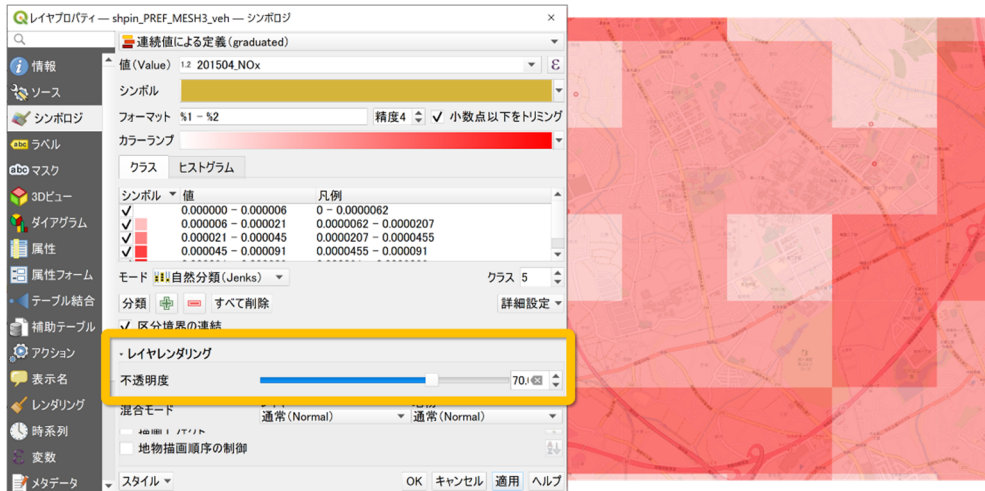 レイヤプロパティ — shpin_PREF_MESH3_veh — シンボロジ
連続値による定義(graduated)
情報
値(Value) 1.2 201504_NOx ε
ソース
シンボル
シンボロジ
フォーマット %1 - %2 精度4 小数点以下をトリミング
カラーランプ
abc ラベル
クラス ヒストグラム
abc マスク
シンボル 値 凡例
3Dビュー
0.000000 - 0.000006 0 - 0.0000062
0.000006 - 0.000021 0.0000062 - 0.0000207
ダイアグラム
0.000021 - 0.000045 0.0000207 - 0.0000455
属性
0.000045 - 0.000091 0.0000455 - 0.000091
属性フォーム
モード 自然分類(Jenks) クラス 5
テーブル結合
分類 すべて削除 詳細設定
補助テーブル
区分境界の連結
アクション
レイヤレンダリング
表示名
不透明度 70.
レンダリング
混合モード 通常(Normal) 通常(Normal)
時系列
地物描画順序の制御
変数
メタデータ
スタイル OK キャンセル 適用 ヘルプ